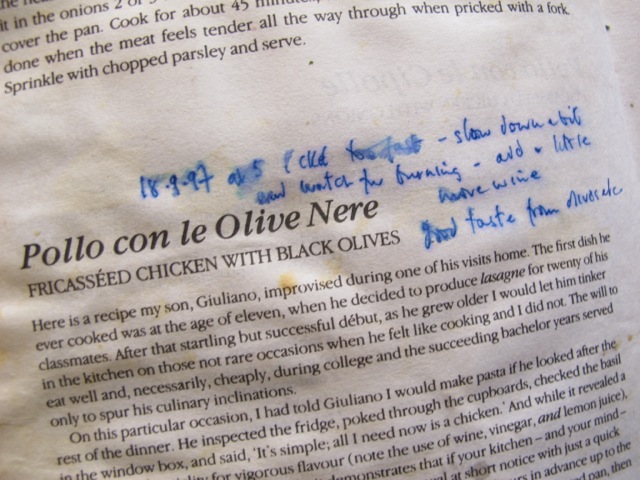 it in the onions 2 or 3
cover the pan. Cook for about 45 minutes,
done when the meat feels tender all the way through when pricked with a fork.
Sprinkle with chopped parsley and serve.
18.9.97 at 5 I ckd too fast - slow down a bit
and watch for burning - add a little
more wine
good taste from olives etc
Pollo con le Olive Nere
FRICASSÉED CHICKEN WITH BLACK OLIVES
Here is a recipe my son, Giuliano, improvised during one of his visits home. The first dish he
ever cooked was at the age of eleven, when he decided to produce lasagne for twenty of his
classmates. After that startling but successful début, as he grew older I would let him tinker
in the kitchen on those not rare occasions when he felt like cooking and I did not. The will to
eat well and, necessarily, cheaply, during college and the succeeding bachelor years served
only to spur his culinary inclinations.
On this particular occasion, I had told Giuliano I would make pasta if he looked after the
rest of the dinner. He inspected the fridge, poked through the cupboards, checked the basil
in the window box, and said, 'It's simple; all I need now is a chicken.' And while it revealed a
for vigorous flavour (note the use of wine, vinegar, and lemon juice),
demonstrates that if your kitchen – and your mind –
at short notice with just a quick
in advance up to the
pan, then